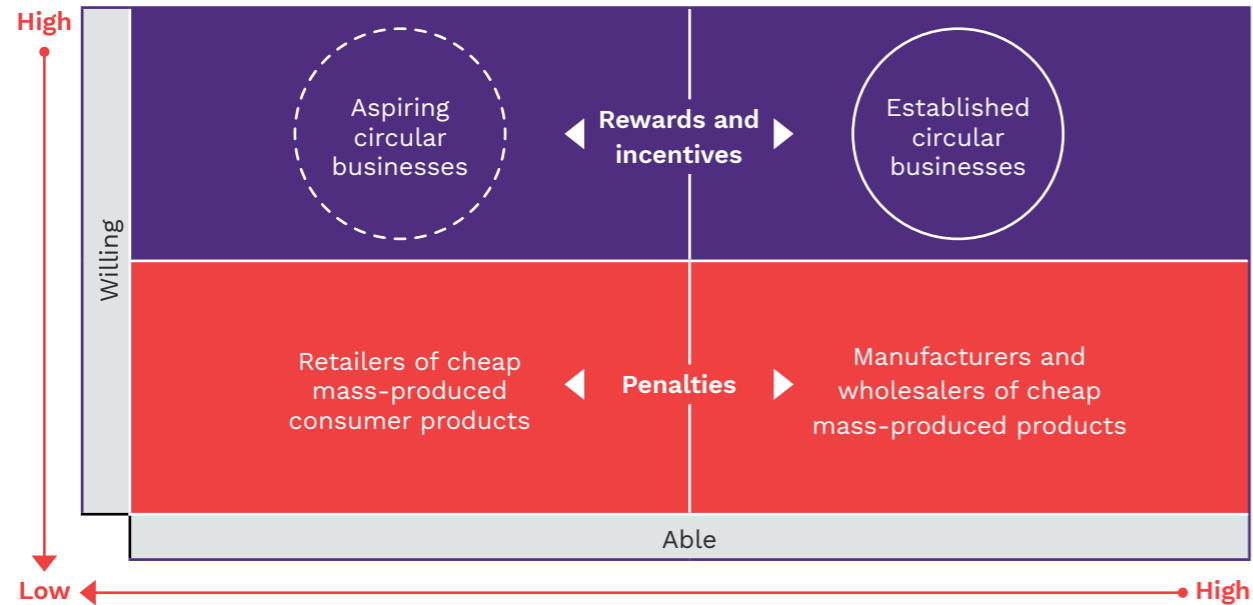 High
Aspiring
circular
businesses
Rewards and
incentives
Established
circular
businesses
Willing
Retailers of cheap
mass-produced
consumer products
Penalties
Manufacturers and
wholesalers of cheap
mass-produced products
Able
Low
High